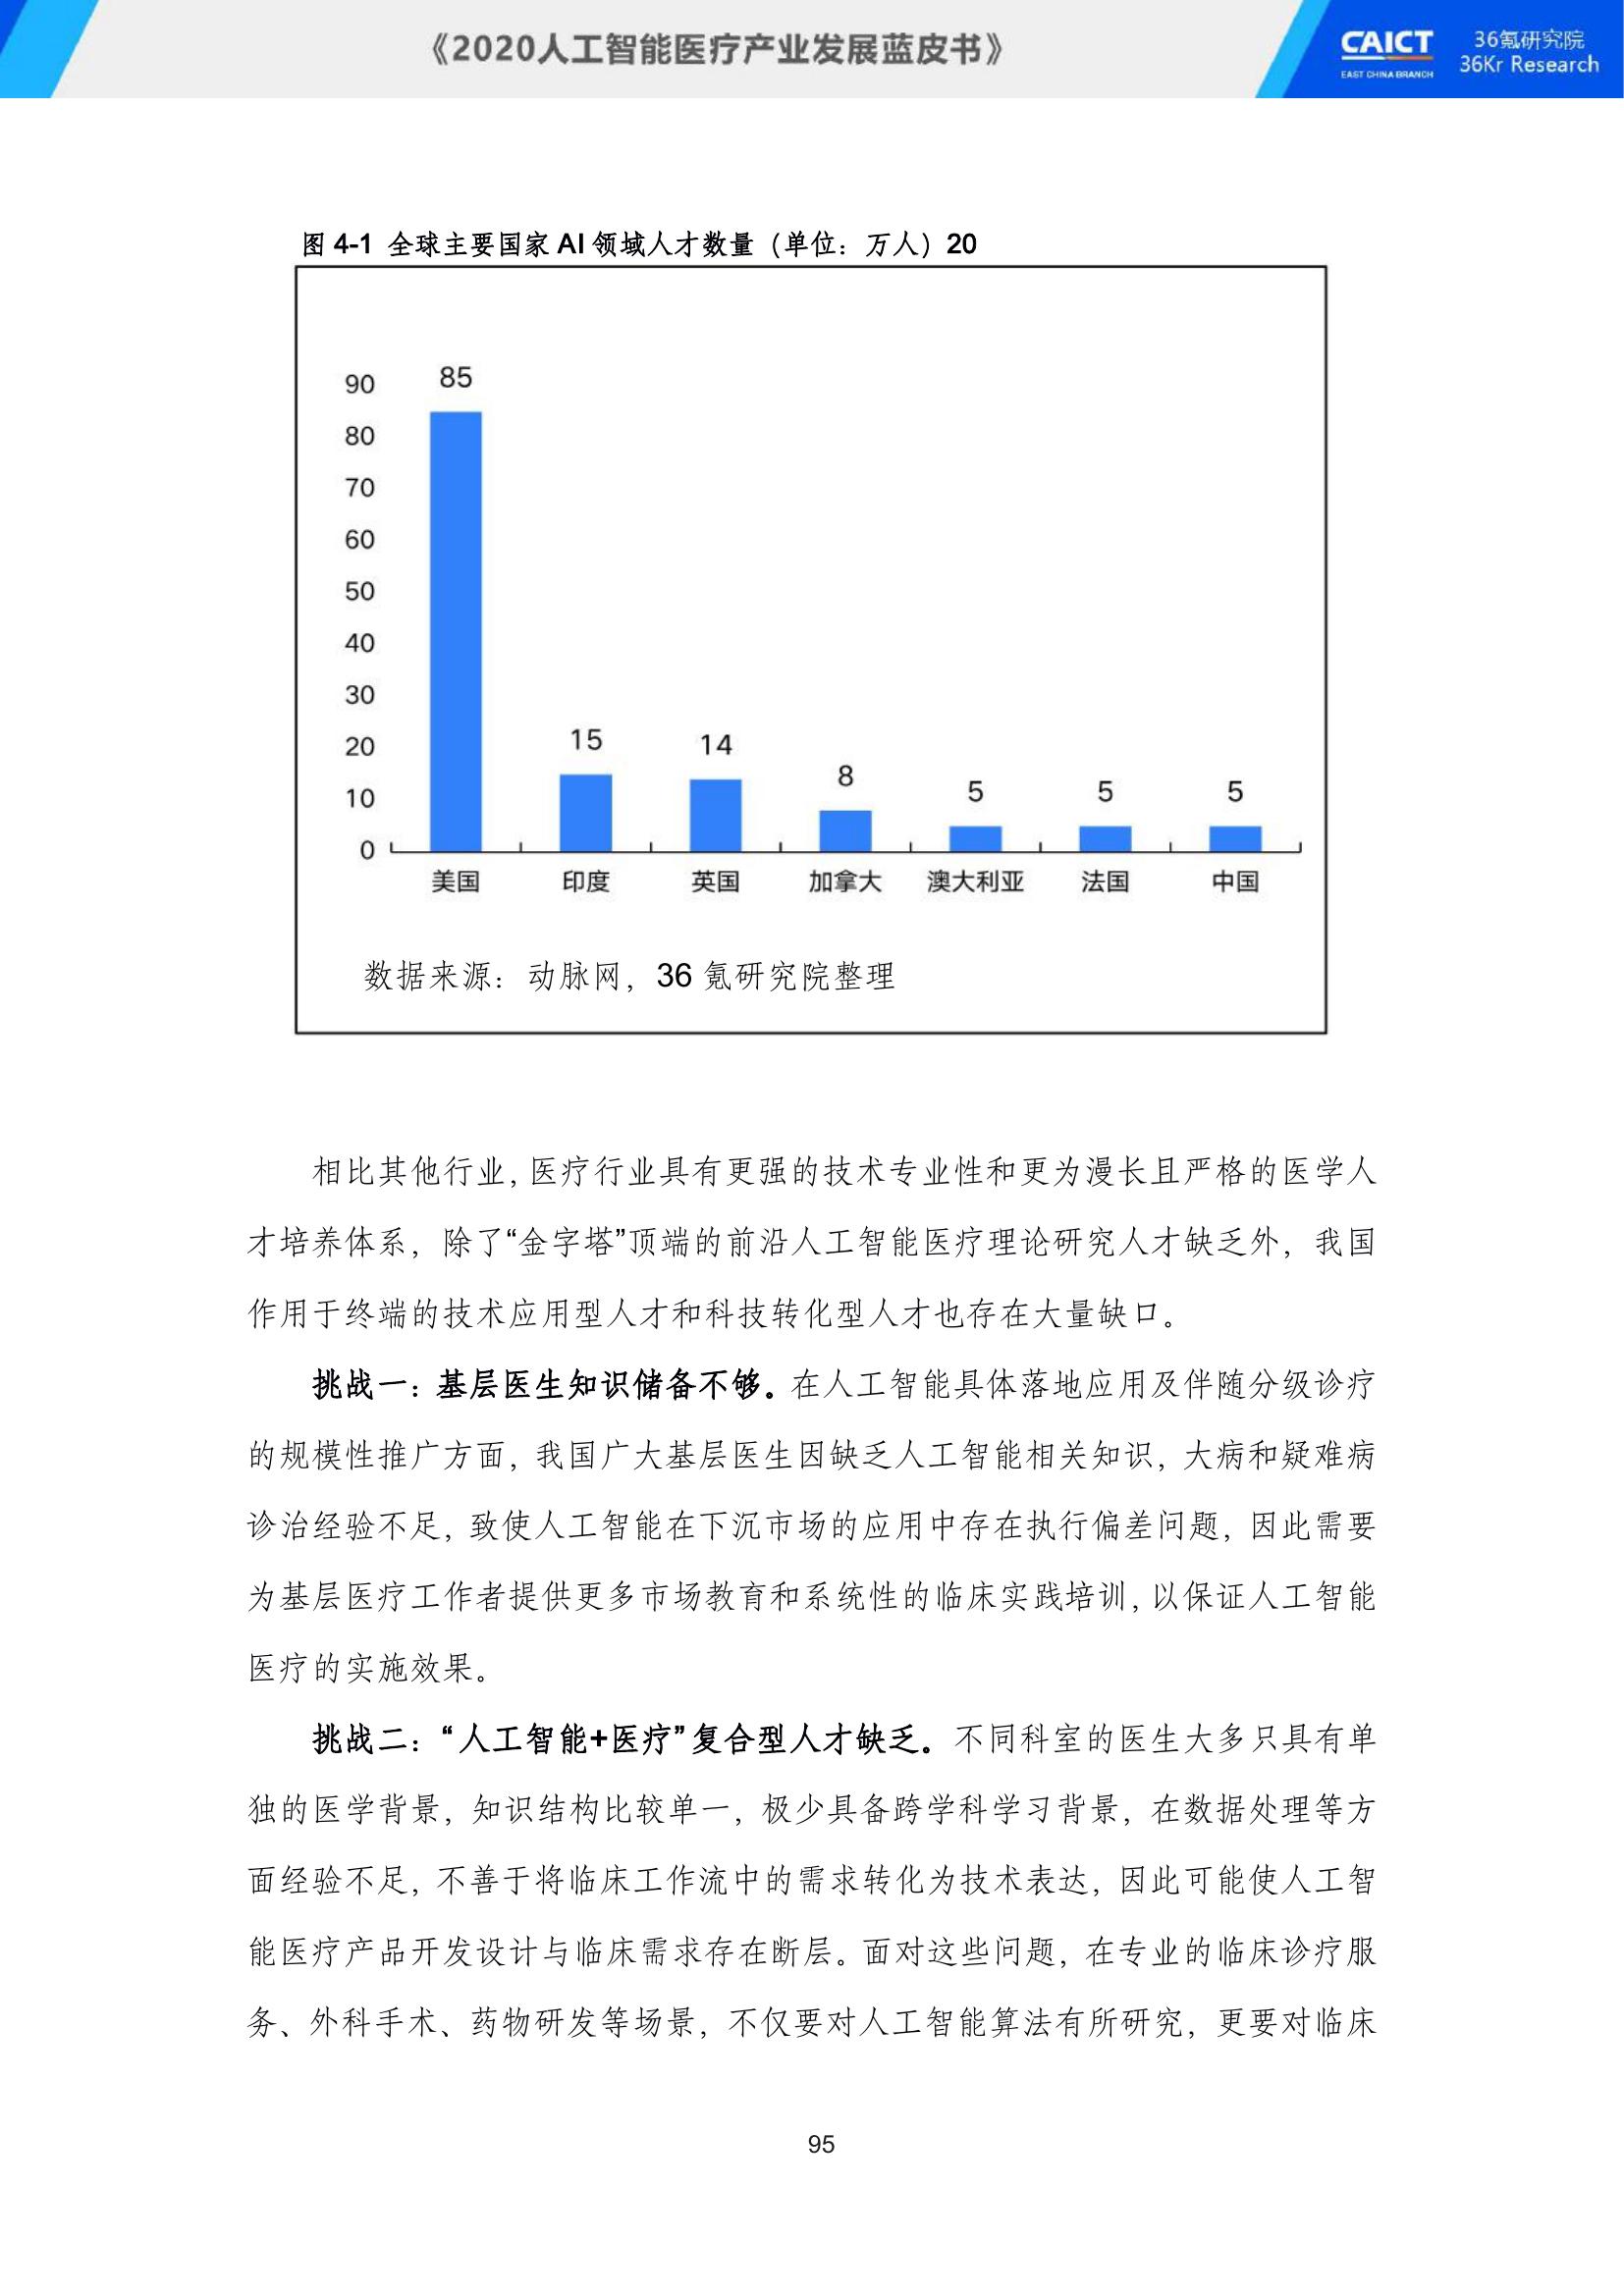 《2020人工智能医疗产业发展蓝皮书》
CAICT
EAST CHINA BRANCH
36氪研究院
36Kr Research
图 4-1 全球主要国家 AI 领域人才数量（单位：万人）20
90
80
70
60
50
40
30
20
10
0
85
15
14
8
5
5
5
美国
印度
英国
加拿大
澳大利亚
法国
中国
数据来源：动脉网，36 氪研究院整理
相比其他行业，医疗行业具有更强的技术专业性和更为漫长且严格的医学人
才培养体系，除了“金字塔”顶端的前沿人工智能医疗理论研究人才缺乏外，我国
作用于终端的技术应用型人才和科技转化型人才也存在大量缺口。
挑战一：基层医生知识储备不够。在人工智能具体落地应用及伴随分级诊疗
的规模性推广方面，我国广大基层医生因缺乏人工智能相关知识，大病和疑难病
诊治经验不足，致使人工智能在下沉市场的应用中存在执行偏差问题，因此需要
为基层医疗工作者提供更多市场教育和系统性的临床实践培训，以保证人工智能
医疗的实施效果。
挑战二：“人工智能+医疗”复合型人才缺乏。不同科室的医生大多只具有单
独的医学背景，知识结构比较单一，极少具备跨学科学习背景，在数据处理等方
面经验不足，不善于将临床工作流中的需求转化为技术表达，因此可能使人工智
能医疗产品开发设计与临床需求存在断层。面对这些问题，在专业的临床诊疗服
务、外科手术、药物研发等场景，不仅要对人工智能算法有所研究，更要对临床
95